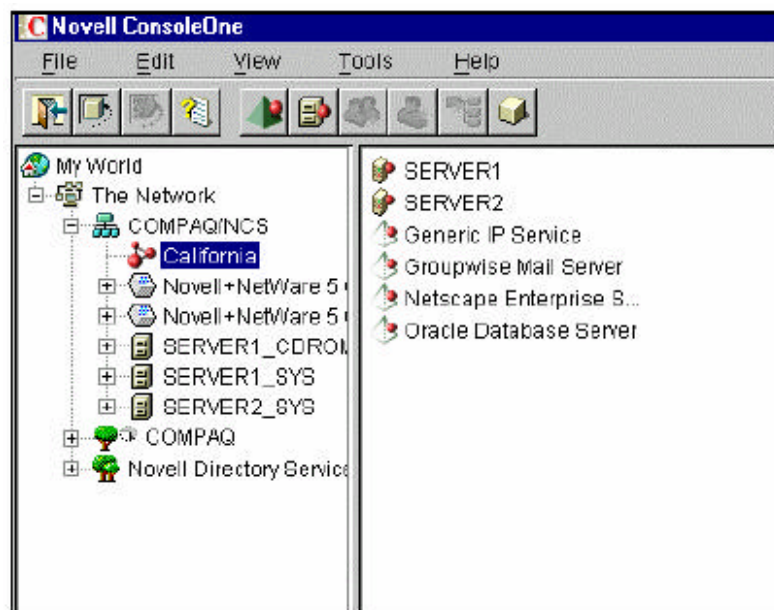 Novell ConsoleOne
File Edit View Tools Help
My World
The Network
COMPAQ/NCS
California
Novell+NetWare 5
Novell+NetWare 5
SERVER1_CDROM
SERVER1_SYS
SERVER2_SYS
COMPAQ
Novell Directory Service
SERVER1
SERVER2
Generic IP Service
Groupwise Mail Server
Netscape Enterprise S...
Oracle Database Server